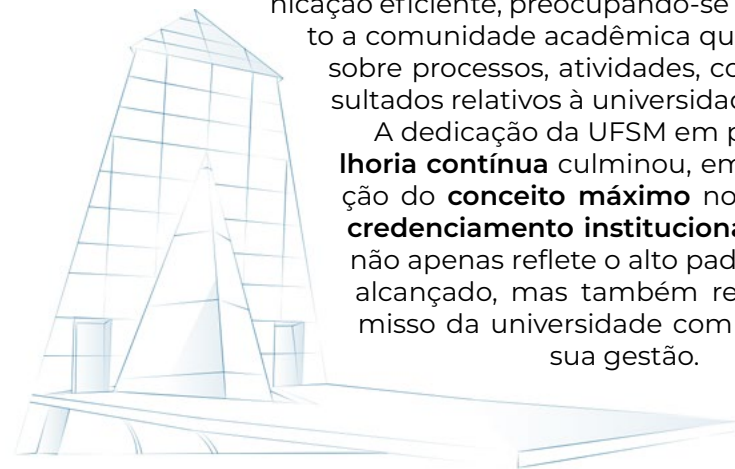 nicação eficiente, preocupando-se
to a comunidade acadêmica qu
sobre processos, atividades, co
sultados relativos à universidad
A dedicação da UFSM em p
lhoria contínua culminou, em
ção do conceito máximo no
credenciamento instituciona
não apenas reflete o alto pad
alcançado, mas também re
misso da universidade com
sua gestão.